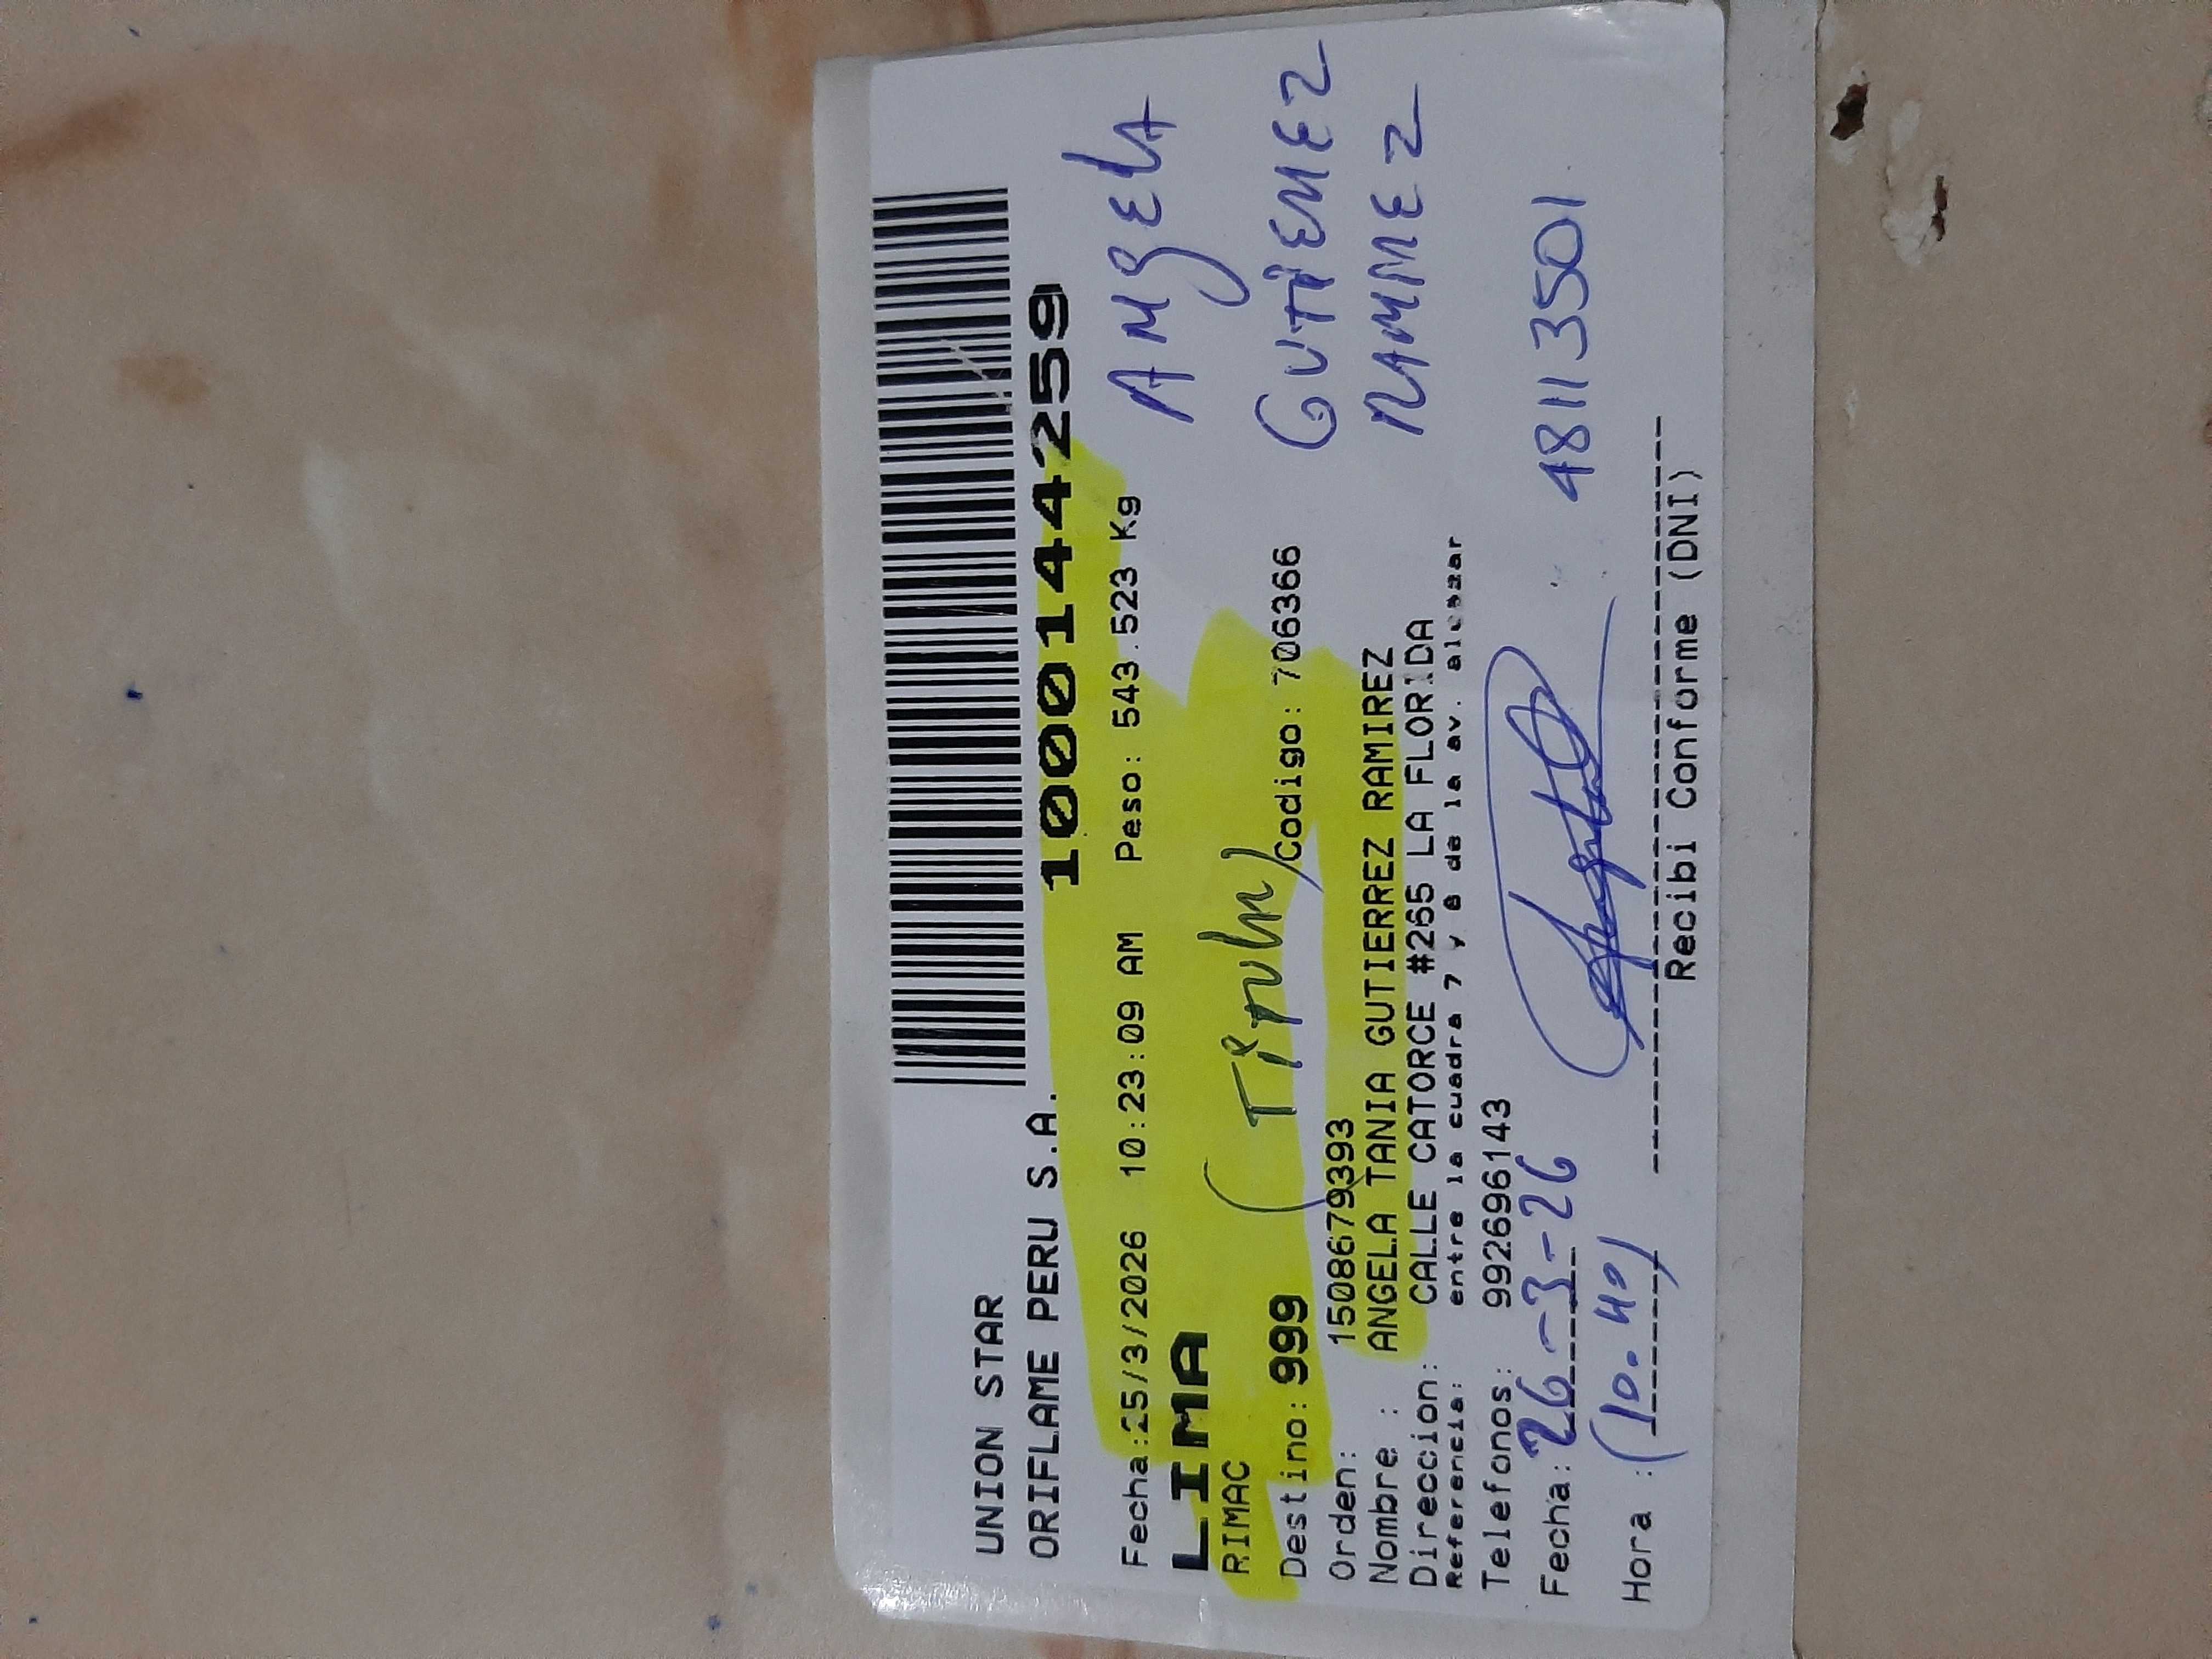 UNION STAR
ORIFLAME PERU S.A.
1000144259
Fecha:25/3/2026 10:23:09 AM Peso: 543.523 Kg
LIMA
RIMAC
(Titular)
Destino: 999 Codigo: 706366
Orden: 1508679393
Nombre : ANGELA TANIA GUTIERREZ RAMIREZ
Direccion: CALLE CATORCE #265 LA FLORIDA
Referencia: entre la cuadra 7 y 8 de la av. alcazar
Telefonos: 992696143
ANGELA
GUTIERREZ
RAMIREZ
48113501
Fecha: 26-3-26
Hora : (10:40)
Recibi Conforme (DNI)